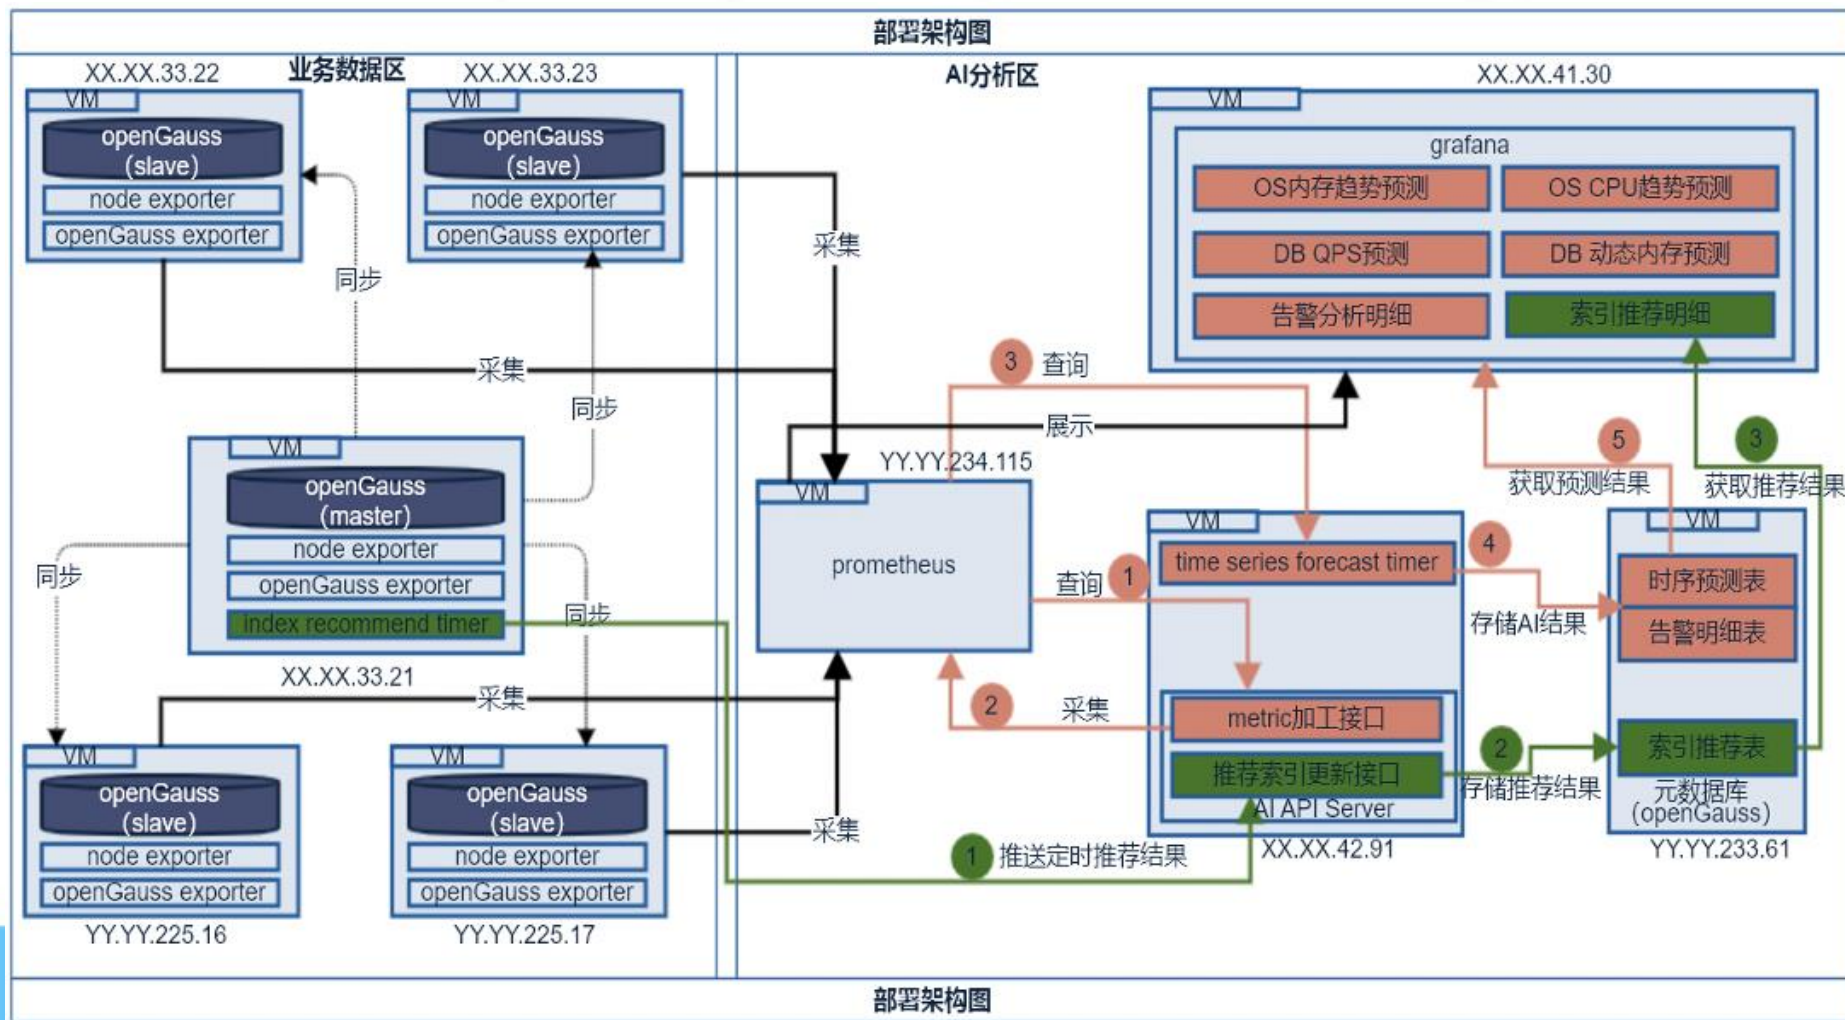 部署架构图
业务数据区
AI分析区
XX.XX.33.22
VM
openGauss
(slave)
node exporter
openGauss exporter
XX.XX.33.23
VM
openGauss
(slave)
node exporter
openGauss exporter
XX.XX.41.30
VM
grafana
OS内存趋势预测
OS CPU趋势预测
DB QPS预测
DB 动态内存预测
告警分析明细
索引推荐明细
同步
采集
采集
同步
3
查询
展示
VM
openGauss
(master)
node exporter
openGauss exporter
index recommend timer
XX.XX.33.21
同步
同步
YY.YY.234.115
VM
prometheus
查询
1
2
采集
VM
time series forecast timer
metric加工接口
推荐索引更新接口
AI API Server
XX.XX.42.91
4
存储AI结果
5
获取预测结果
3
获取推荐结果
VM
时序预测表
告警明细表
索引推荐表
元数据库
(openGauss)
YY.YY.233.61
2
存储推荐结果
1
推送定时推荐结果
采集
采集
VM
openGauss
(slave)
node exporter
openGauss exporter
YY.YY.225.16
VM
openGauss
(slave)
node exporter
openGauss exporter
YY.YY.225.17
部署架构图